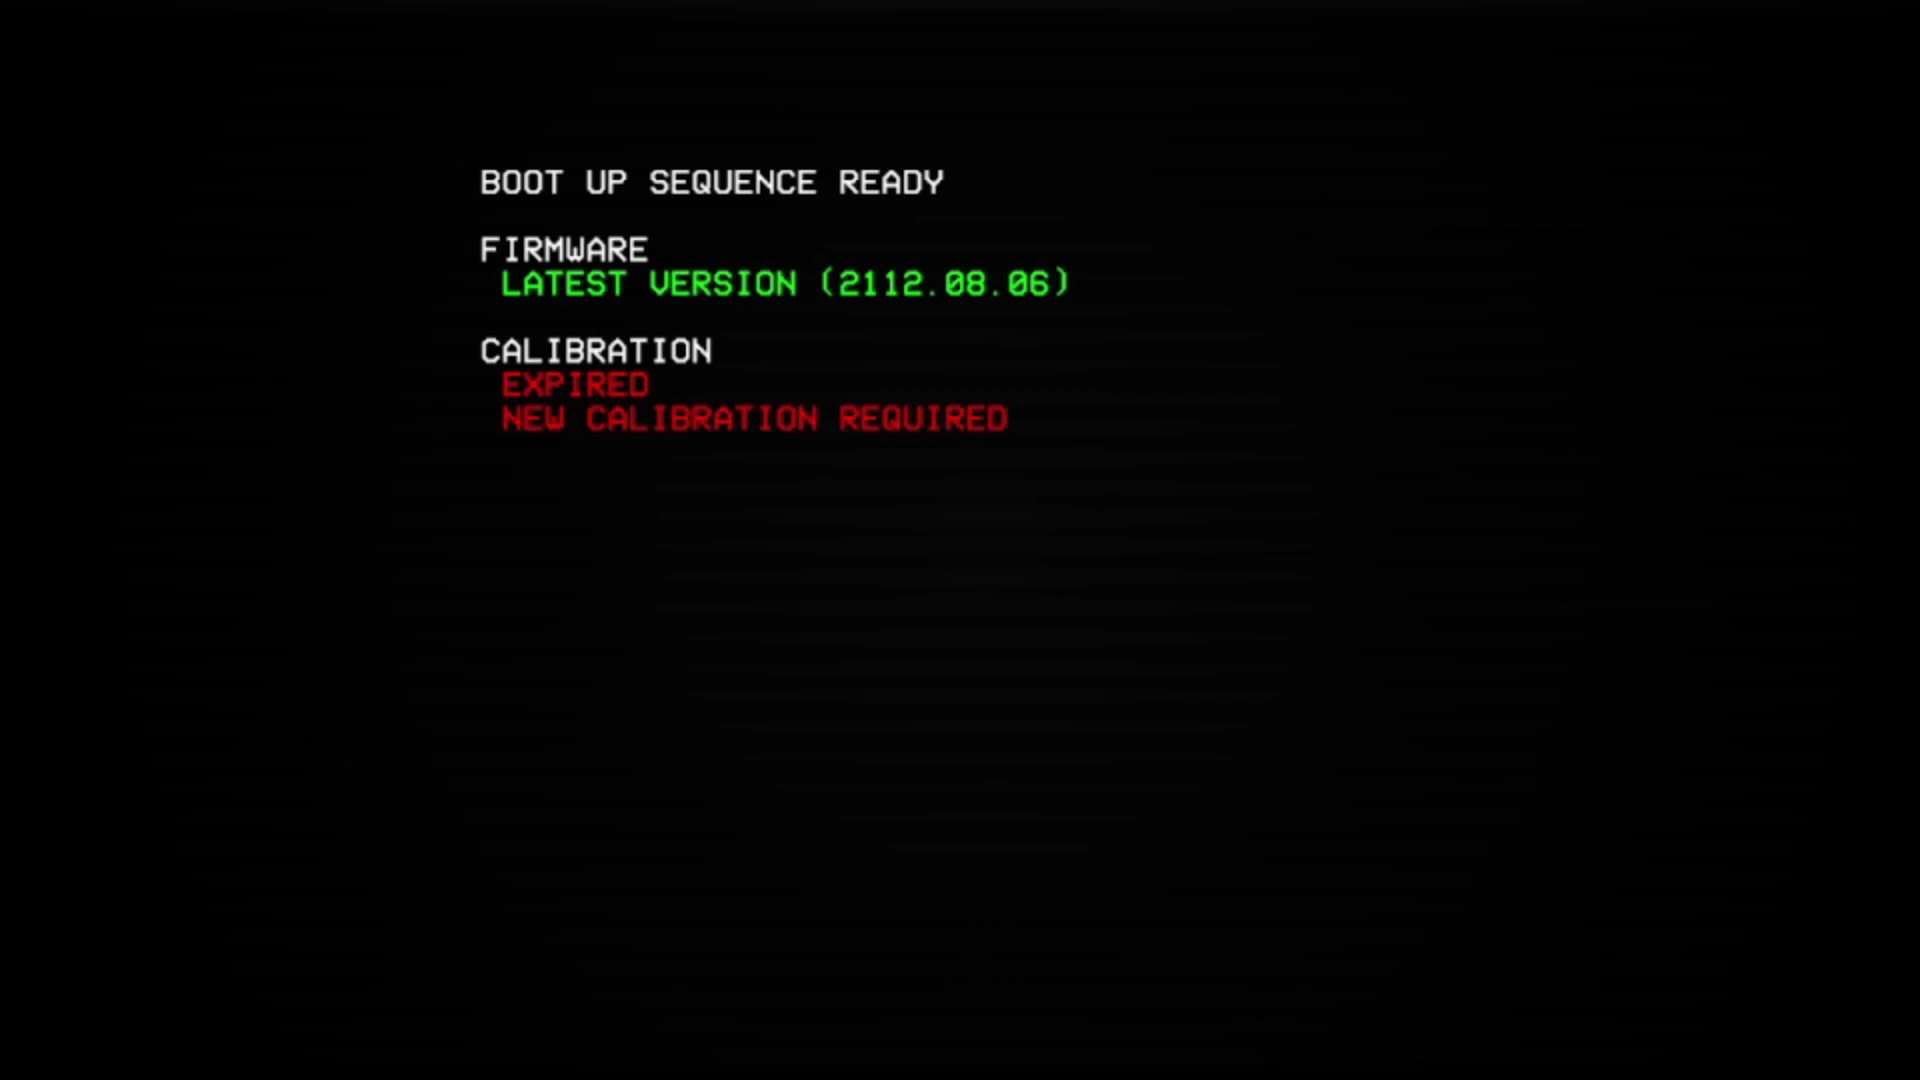 BOOT UP SEQUENCE READY
FIRMWARE
LATEST VERSION (2112.08.06)
CALIBRATION
EXPIRED
NEW CALIBRATION REQUIRED